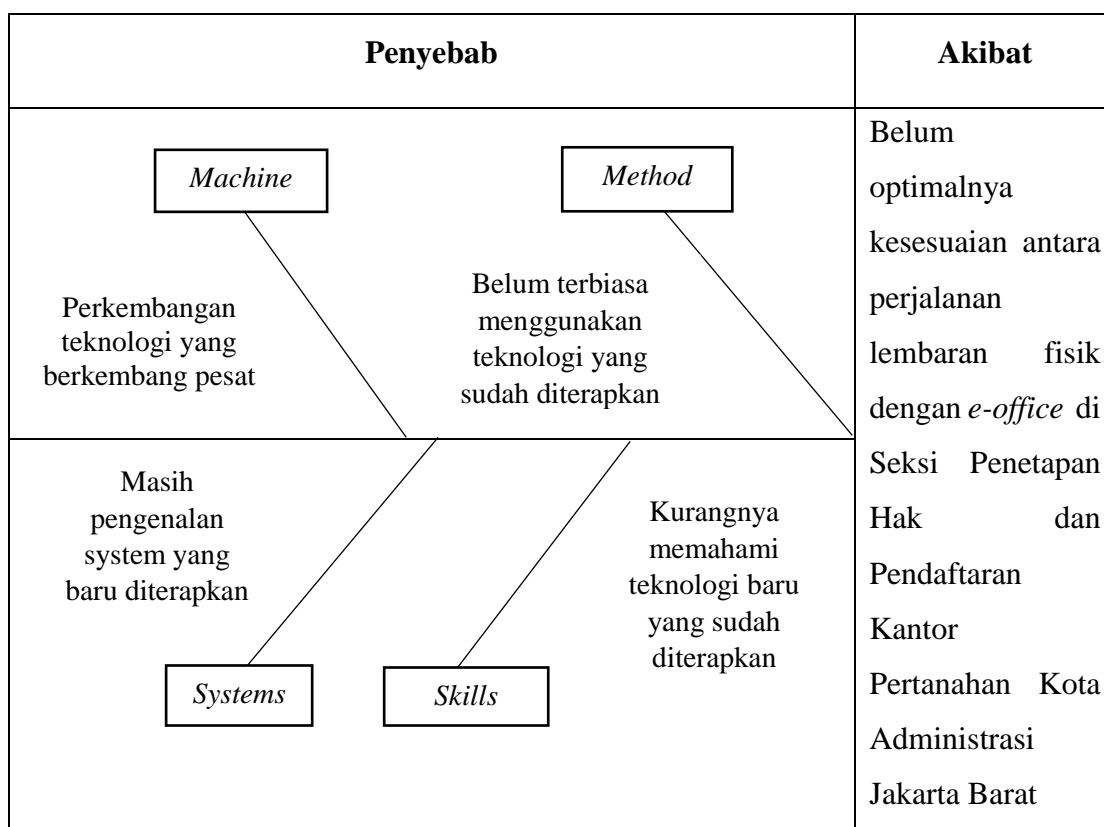 Penyebab
Akibat
Machine
Method
Perkembangan
teknologi yang
berkembang pesat
Belum terbiasa
menggunakan
teknologi yang
sudah diterapkan
Masih
pengenalan
system yang
baru diterapkan
Kurangnya
memahami
teknologi baru
yang sudah
diterapkan
Systems
Skills
Belum
optimalnya
kesesuaian antara
perjalanan
lembaran fisik
dengan e-office di
Seksi Penetapan
Hak dan
Pendaftaran
Kantor
Pertanahan Kota
Administrasi
Jakarta Barat